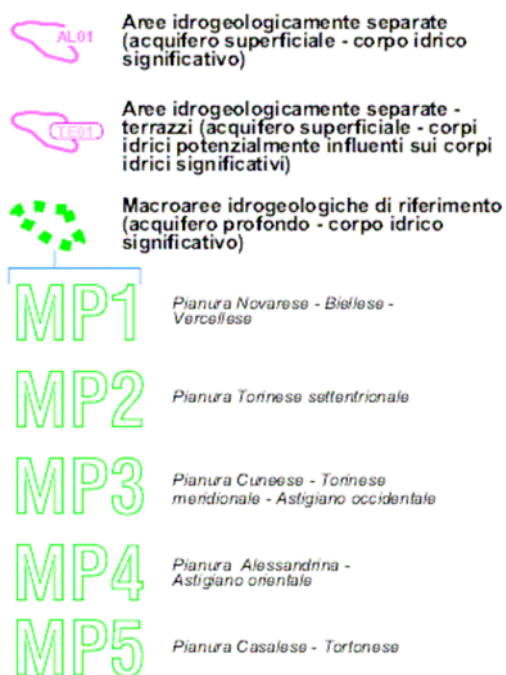 AL01
Aree idrogeologicamente separate
(acquifero superficiale - corpo idrico
significativo)
TE01
Aree idrogeologicamente separate -
terrazzi (acquifero superficiale - corpi
idrici potenzialmente influenti sui corpi
idrici significativi)
Macroaree idrogeologiche di riferimento
(acquifero profondo - corpo idrico
significativo)
MP1
Pianura Novarese - Biellese -
Vercellese
MP2
Pianura Torinese settentrionale
MP3
Pianura Cuneese - Torinese
meridionale - Astigiano occidentale
MP4
Pianura Alessandrina -
Astigiano orientale
MP5
Pianura Casalese - Tortonese